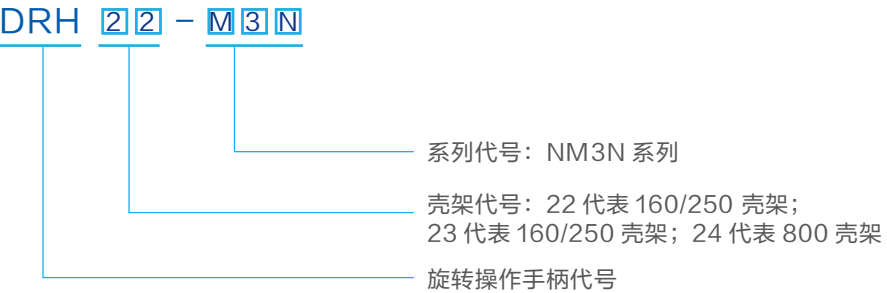 DRH 22 - M3N
系列代号：NM3N 系列
壳架代号：22 代表 160/250 壳架；
23 代表 160/250 壳架；24 代表 800 壳架
旋转操作手柄代号